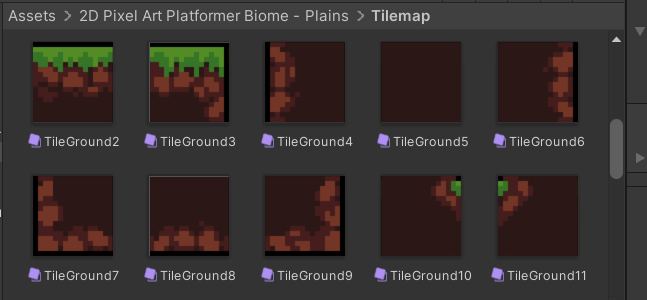 Assets > 2D Pixel Art Platformer Biome - Plains > Tilemap
TileGround2 TileGround3 TileGround4 TileGround5 TileGround6
TileGround7 TileGround8 TileGround9 TileGround10 TileGround11